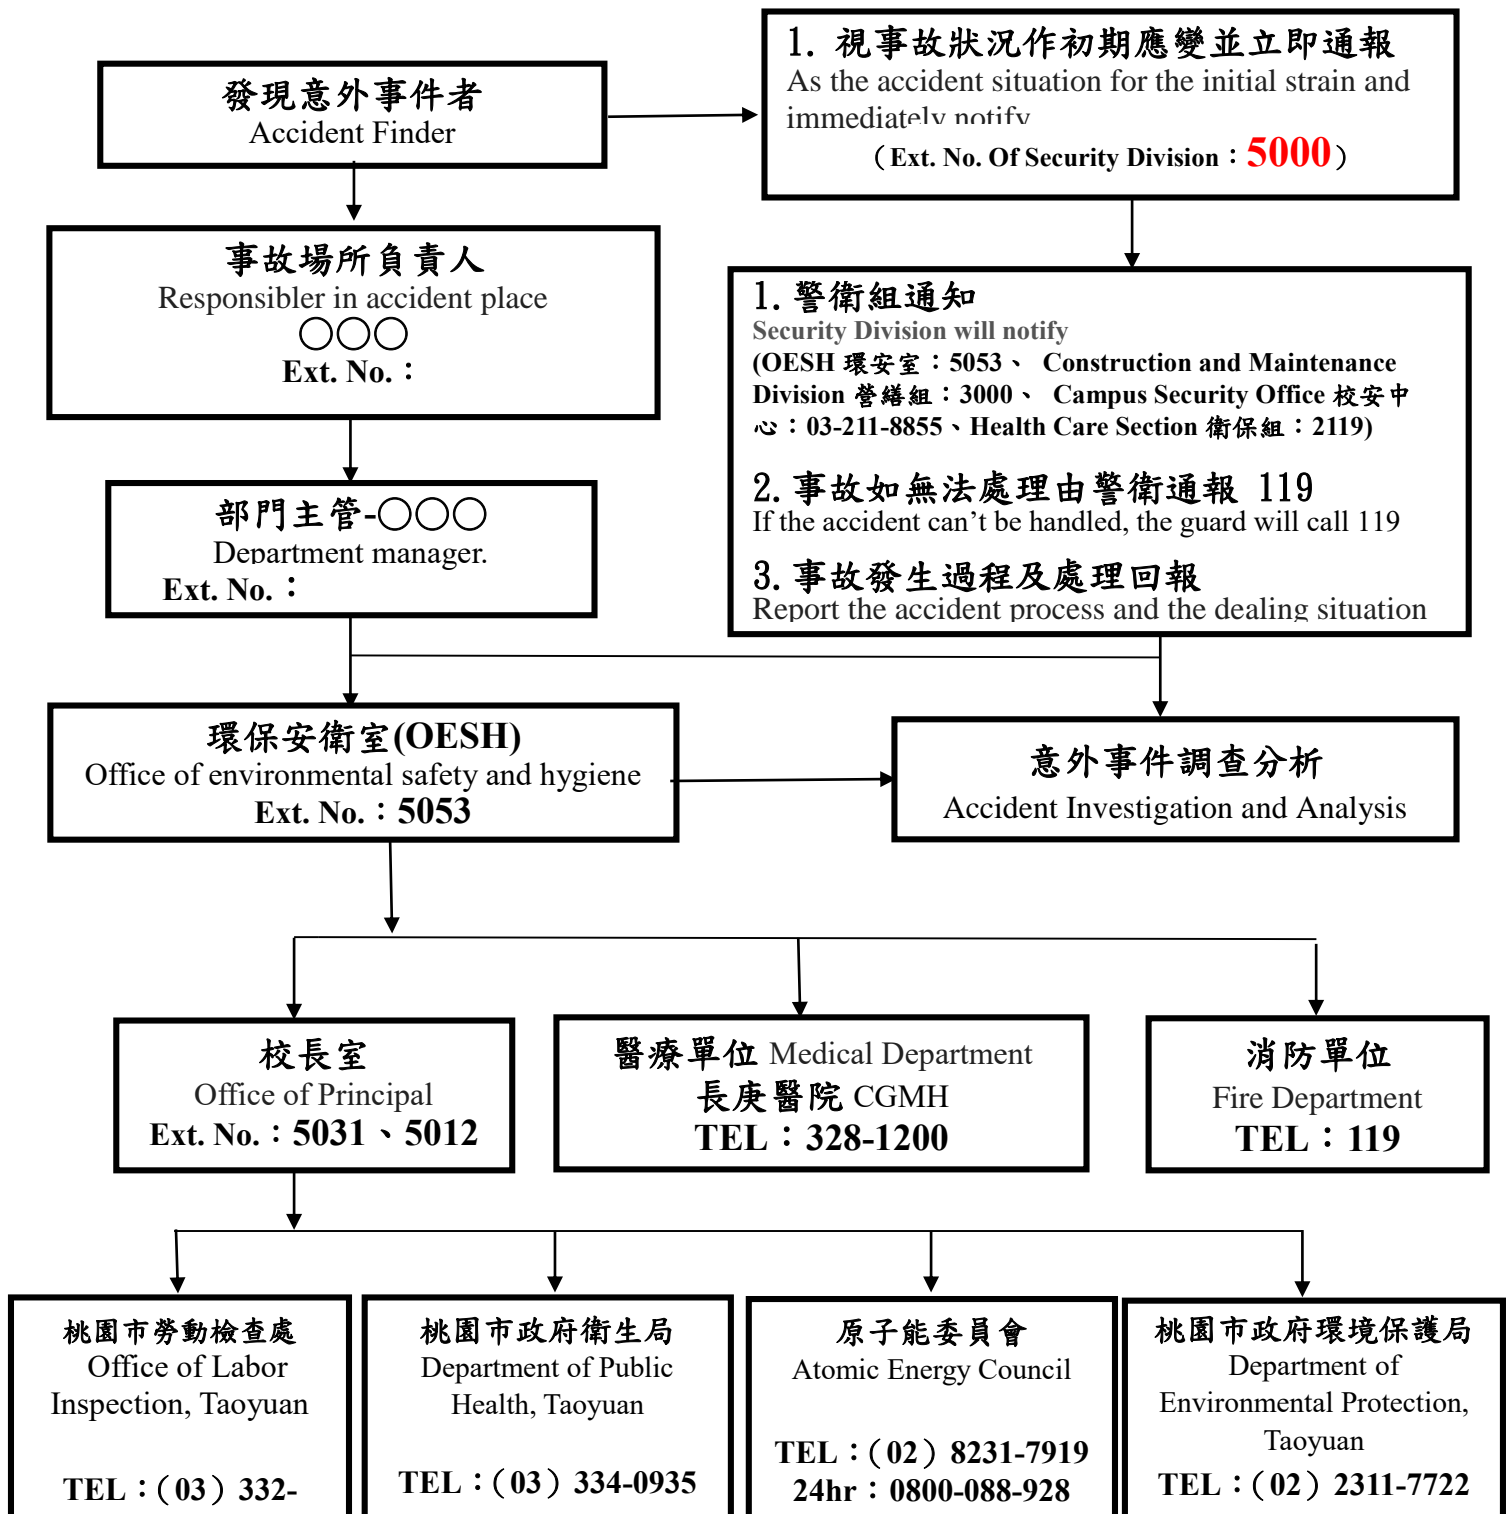 發現意外事件者
Accident Finder
1. 視事故狀況作初期應變並立即通報
As the accident situation for the initial strain and
immediately notify
（Ext. No. Of Security Division：5000）
事故場所負責人
Responsibler in accident place
○○○
Ext. No.：
1.警衛組通知
Security Division will notify
(OESH 環安室：5053、 Construction and Maintenance
Division 營繕組：3000、 Campus Security Office 校安中
心：03-211-8855、Health Care Section 衛保組：2119)
2.事故如無法處理由警衛通報 119
If the accident can’t be handled, the guard will call 119
3.事故發生過程及處理回報
Report the accident process and the dealing situation
部門主管-○○○
Department manager.
Ext. No.：
環保安衛室(OESH)
Office of environmental safety and hygiene
Ext. No.：5053
意外事件調查分析
Accident Investigation and Analysis
校長室
Office of Principal
Ext. No.：5031、5012
醫療單位 Medical Department
長庚醫院 CGMH
TEL：328-1200
消防單位
Fire Department
TEL：119
桃園市勞動檢查處
Office of Labor
Inspection, Taoyuan
TEL：（03）332-
桃園市政府衛生局
Department of Public
Health, Taoyuan
TEL：（03）334-0935
原子能委員會
Atomic Energy Council
TEL：（02）8231-7919
24hr：0800-088-928
桃園市政府環境保護局
Department of
Environmental Protection,
Taoyuan
TEL：（02）2311-7722